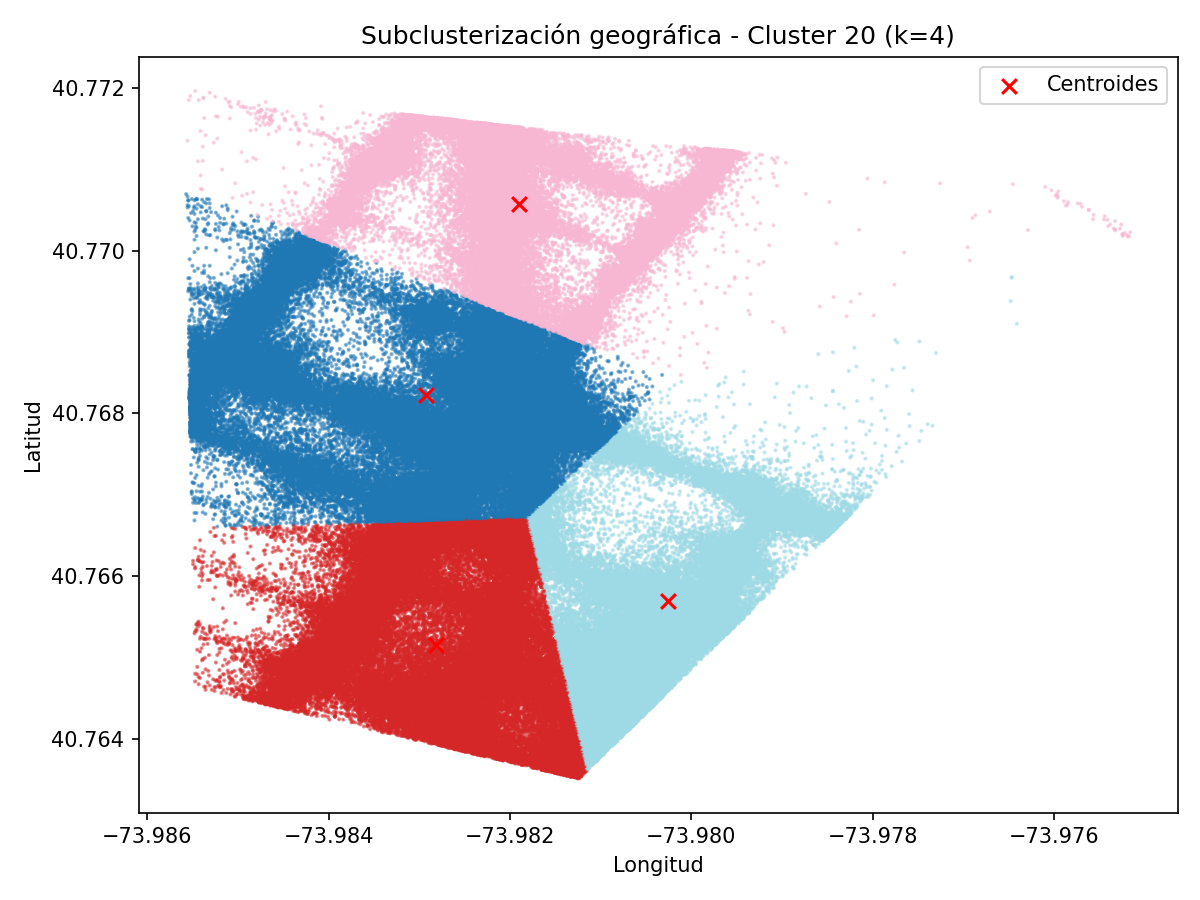 Subclusterización geográfica - Cluster 20 (k=4)
Centroides
40.772
40.770
40.768
40.766
40.764
Latitud
−73.986
−73.984
−73.982
−73.980
−73.978
−73.976
Longitud